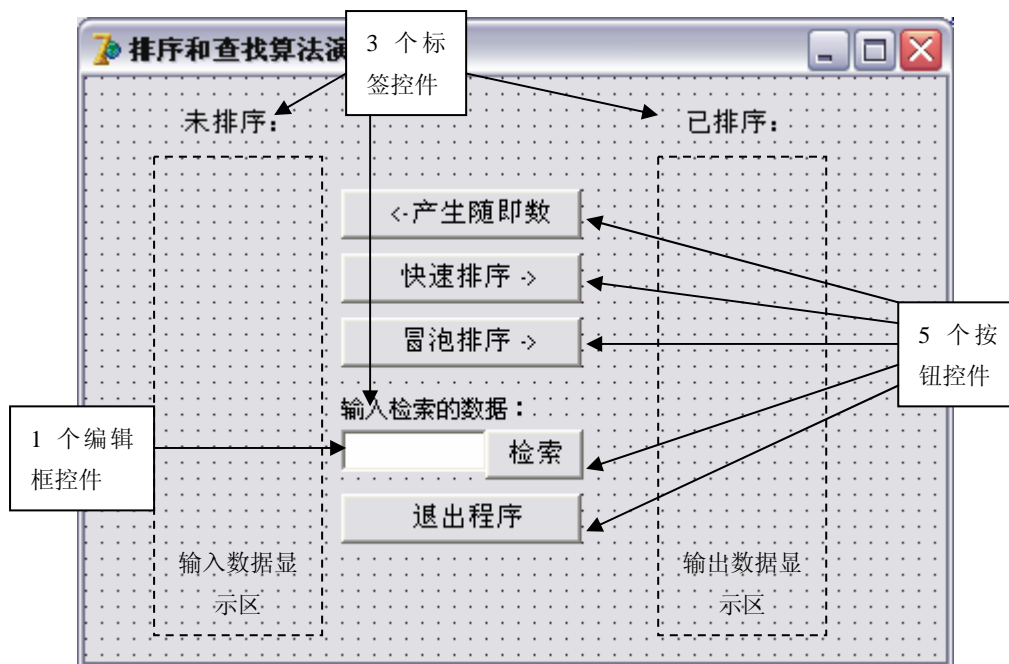 排序和查找算法演
3 个标
签控件
未排序：
已排序：
<-产生随即数
快速排序 ->
冒泡排序 ->
5 个按
钮控件
输入检索的数据：
1 个编辑
框控件
检索
退出程序
输入数据显
示区
输出数据显
示区